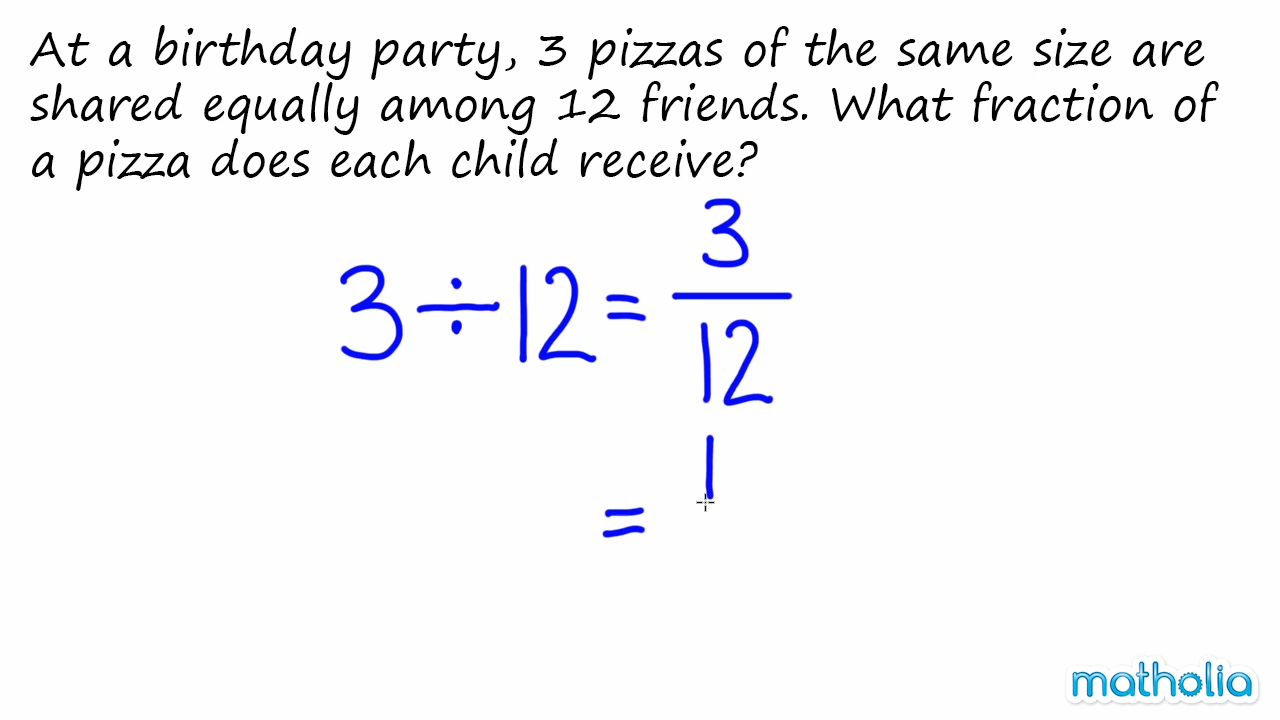 At a birthday party, 3 pizzas of the same size are
shared equally among 12 friends. What fraction of
a pizza does each child receive?
3 ÷ 12 = 3/12
= 1
matholia